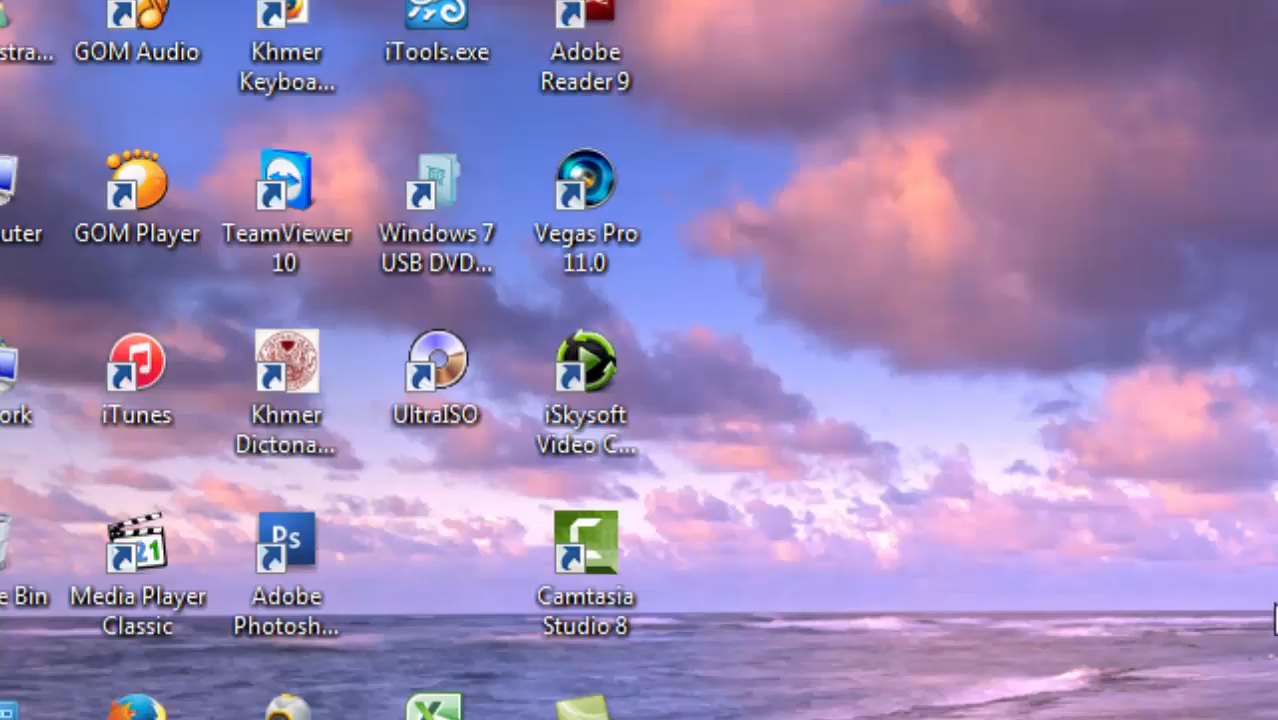 stra...
GOM Audio
Khmer
Keyboa...
iTools.exe
Adobe
Reader 9
uter
GOM Player
TeamViewer
10
Windows 7
USB DVD...
Vegas Pro
11.0
ork
iTunes
Khmer
Dictona...
UltraISO
iSkysoft
Video C...
21
Ps
e Bin
Media Player
Classic
Adobe
Photosh...
Camtasia
Studio 8